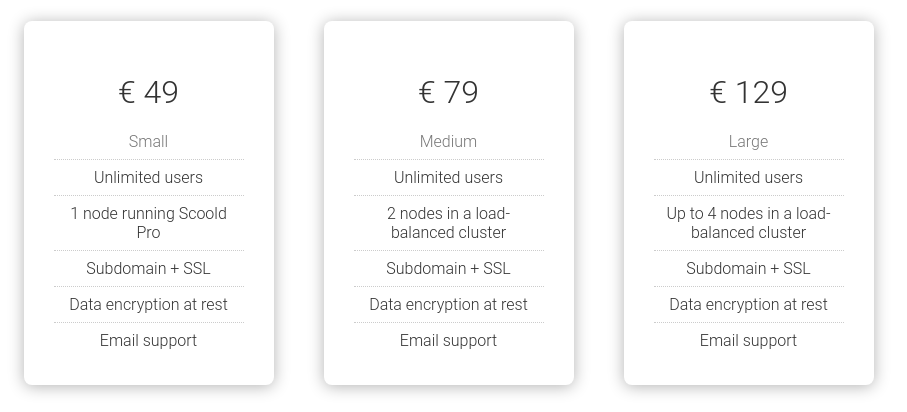 € 49
Small
Unlimited users
1 node running Scoold
Pro
Subdomain + SSL
Data encryption at rest
Email support
€ 79
Medium
Unlimited users
2 nodes in a load-
balanced cluster
Subdomain + SSL
Data encryption at rest
Email support
€ 129
Large
Unlimited users
Up to 4 nodes in a load-
balanced cluster
Subdomain + SSL
Data encryption at rest
Email support